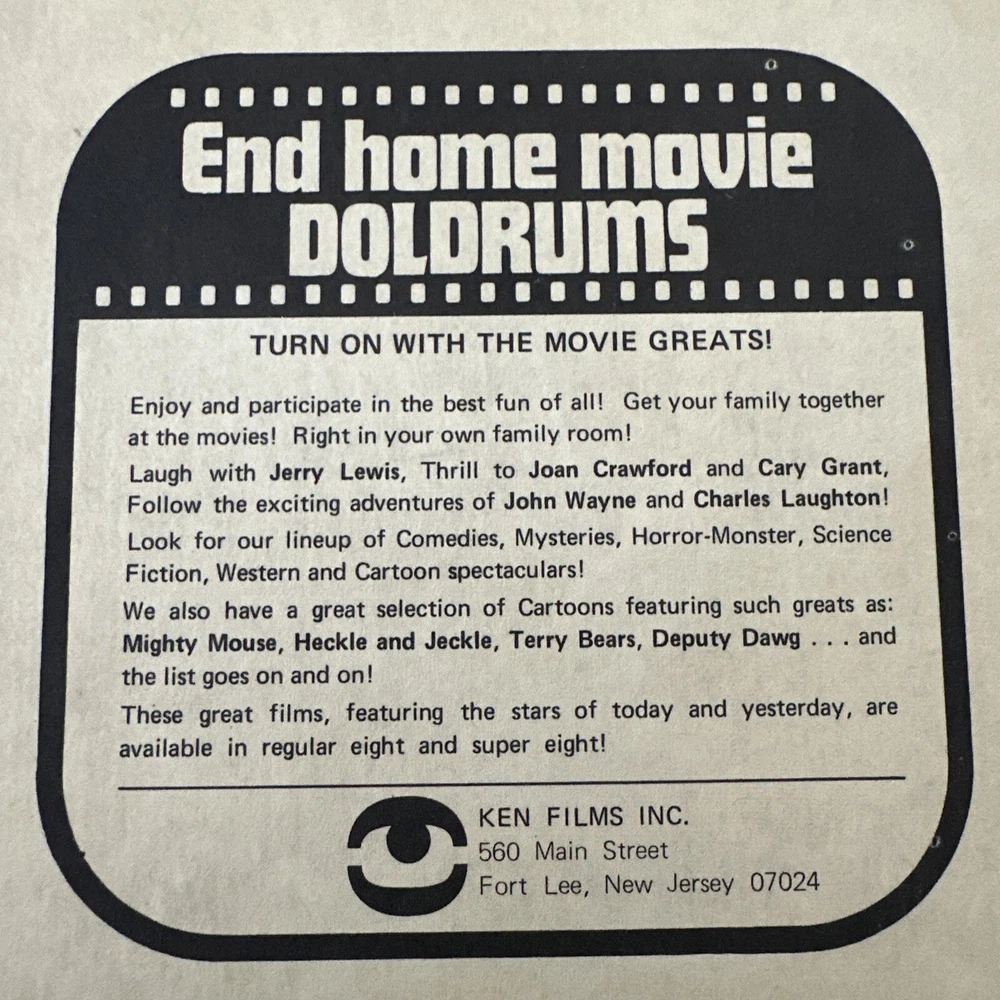 End home movie
DOLDRUMS
TURN ON WITH THE MOVIE GREATS!
Enjoy and participate in the best fun of all! Get your family together
at the movies! Right in your own family room!
Laugh with Jerry Lewis, Thrill to Joan Crawford and Cary Grant,
Follow the exciting adventures of John Wayne and Charles Laughton!
Look for our lineup of Comedies, Mysteries, Horror-Monster, Science
Fiction, Western and Cartoon spectaculars!
We also have a great selection of Cartoons featuring such greats as:
Mighty Mouse, Heckle and Jeckle, Terry Bears, Deputy Dawg . . . and
the list goes on and on!
These great films, featuring the stars of today and yesterday, are
available in regular eight and super eight!
KEN FILMS INC.
560 Main Street
Fort Lee, New Jersey 07024